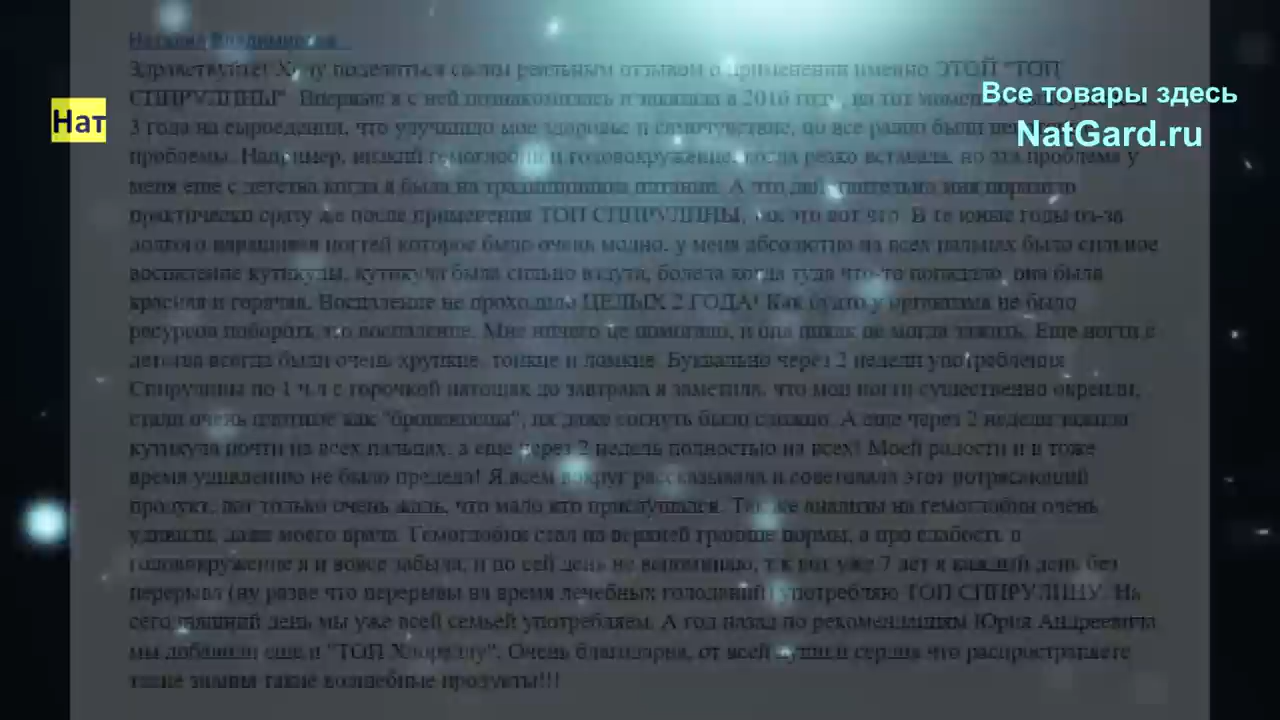 Наталия Владимировна
Здравствуйте! Хочу поделиться своим реальным отзывом о применении именно ЭТОЙ "ТОП
СПИРУЛИНЫ". Впервые я с ней познакомилась и заказала в 2016 году, на тот момент
3 года на сыроедении, что улучшило мое здоровье и самочувствие, но все равно были
проблемы. Например, низкий гемоглобин и головокружение, когда резко вставала, но эта проблема у
меня еще с детства когда я была на традиционном питании. А что действительно меня поразило
практически сразу же после применения ТОП СПИРУЛИНЫ, так это вот что. В те юные годы из-за
долгого наращивая ногтей которое было очень модно, у меня абсолютно на всех пальцах было сильное
воспаление кутикулы, кутикула была сильно вздута, болела когда туда что-то попадало, она была
красная и горячая. Воспаление не проходило ЦЕЛЫХ 2 ГОДА! Как будто у организма не было
ресурсов побороть это воспаление. Мне ничего не помогало, и она никак не могла зажить. Еще ногти с
детства всегда были очень хрупкие, тонкие и ломкие. Буквально через 2 недели употребления
Спирулины по 1 ч.л с горочкой натощак до завтрака я заметила, что мои ногти существенно окрепли,
стали очень плотные как "броненосцы", их даже согнуть было сложно. А еще через 2 недели зажила
кутикула почти на всех пальцах, а еще через 2 недель полностью на всех! Моей радости и в тоже
время удивлению не было предела! Я всем вокруг рассказывала и советовала этот потрясающий
продукт, вот только очень жаль, что мало кто прислушался. Так же анализы на гемоглобин очень
удивили даже моего врача. Гемоглобин стал на верхней границе нормы, а про слабость и
головокружение я и вовсе забыла, и по сей день не вспоминаю, т.к вот уже 7 лет я каждый день без
перерыва (ну разве что перерывы на время лечебных голоданий) употребляю ТОП СПИРУЛИНУ. На
сегодняшний день мы уже всей семьей употребляем. А год назад по рекомендациям Юрия Андреевича
мы добавили еще и "ТОП Хлореллу". Очень благодарна, от всей души и сердца что распространяете
такие знания такие волшебные продукты!!!
Нат
Все товары здесь
NatGard.ru